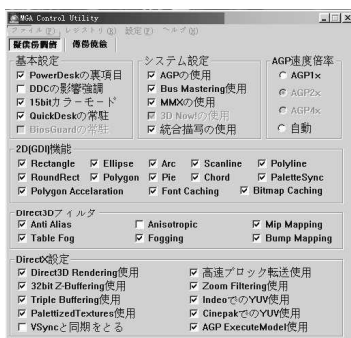 MGA Control Utility
ファイル(F) レジストリ(R) 設定(P) ヘルプ(H)
基本設定
PowerDeskの裏項目
DDCの影響強調
15bitカラーモード
QuickDeskの常駐
BiosGuardの常駐
システム設定
AGPの使用
Bus Mastering使用
MMXの使用
3D Now!の使用
統合描写の使用
AGP速度倍率
AGP1x
AGP2x
AGP4x
自動
2D[GDI]機能
Rectangle Ellipse Arc Scanline Polyline
RoundRect Polygon Pie Chord PaletteSync
Polygon Accelaration Font Caching Bitmap Caching
Direct3Dフィルタ
Anti Alias Anisotropic Mip Mapping
Table Fog Fogging Bump Mapping
DirectX設定
Direct3D Rendering使用
32bit Z-Buffering使用
Triple Buffering使用
PalettizedTextures使用
VSyncと同期をとる
高速ブロック転送使用
Zoom Filtering使用
IndeoでのYUV使用
CinepakでのYUV使用
AGP ExecuteModel使用